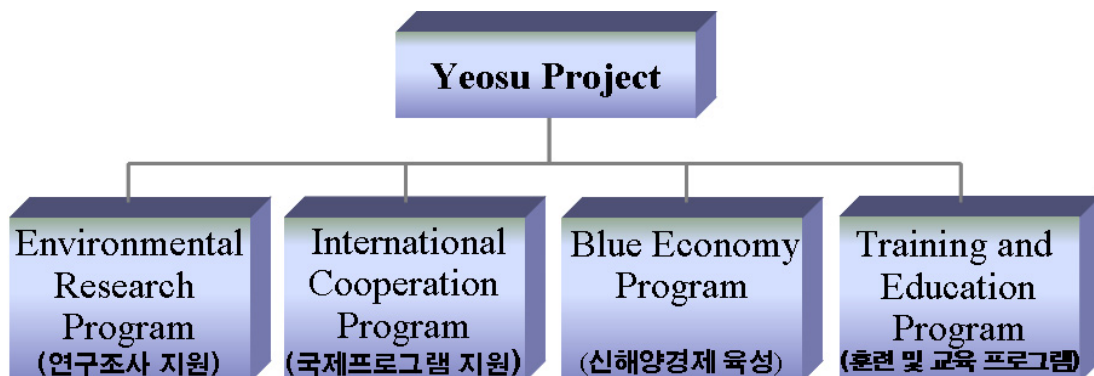 Yeosu Project
Environmental
Research
Program
(연구조사 지원)
International
Cooperation
Program
(국제프로그램 지원)
Blue Economy
Program
(신해양경제 육성)
Training and
Education
Program
(훈련 및 교육 프로그램)